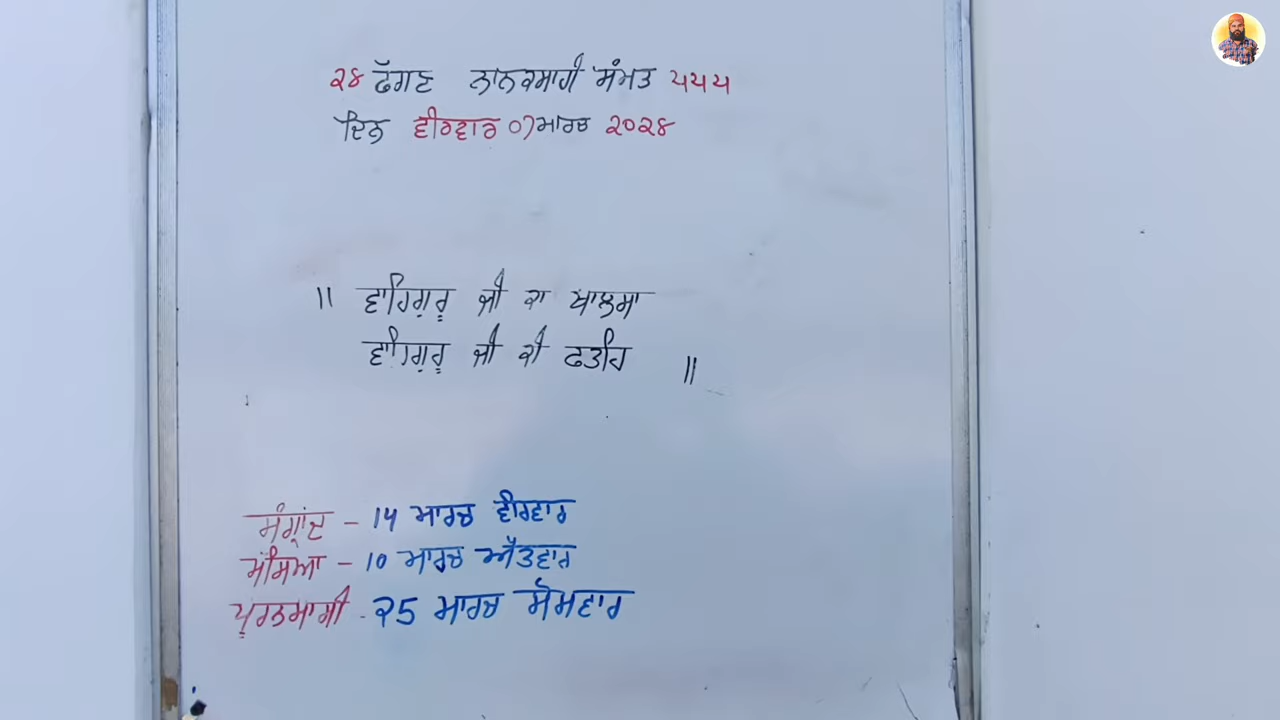 ੨੪ ਫੱਗਣ ਨਾਨਕਸ਼ਾਹੀ ਸੰਮਤ ੫੫੫
ਦਿਨ ਵੀਰਵਾਰ ੦7 ਮਾਰਚ ੨੦੨੪
॥ ਵਾਹਿਗੁਰੂ ਜੀ ਕਾ ਖਾਲਸਾ
ਵਾਹਿਗੁਰੂ ਜੀ ਕੀ ਫਤਹਿ ॥
ਸੰਗ੍ਰਾਂਦ - 14 ਮਾਰਚ ਵੀਰਵਾਰ
ਮੱਸਿਆ - 10 ਮਾਰਚ ਐਤਵਾਰ
ਪੂਰਨਮਾਸ਼ੀ - 25 ਮਾਰਚ ਸੋਮਵਾਰ